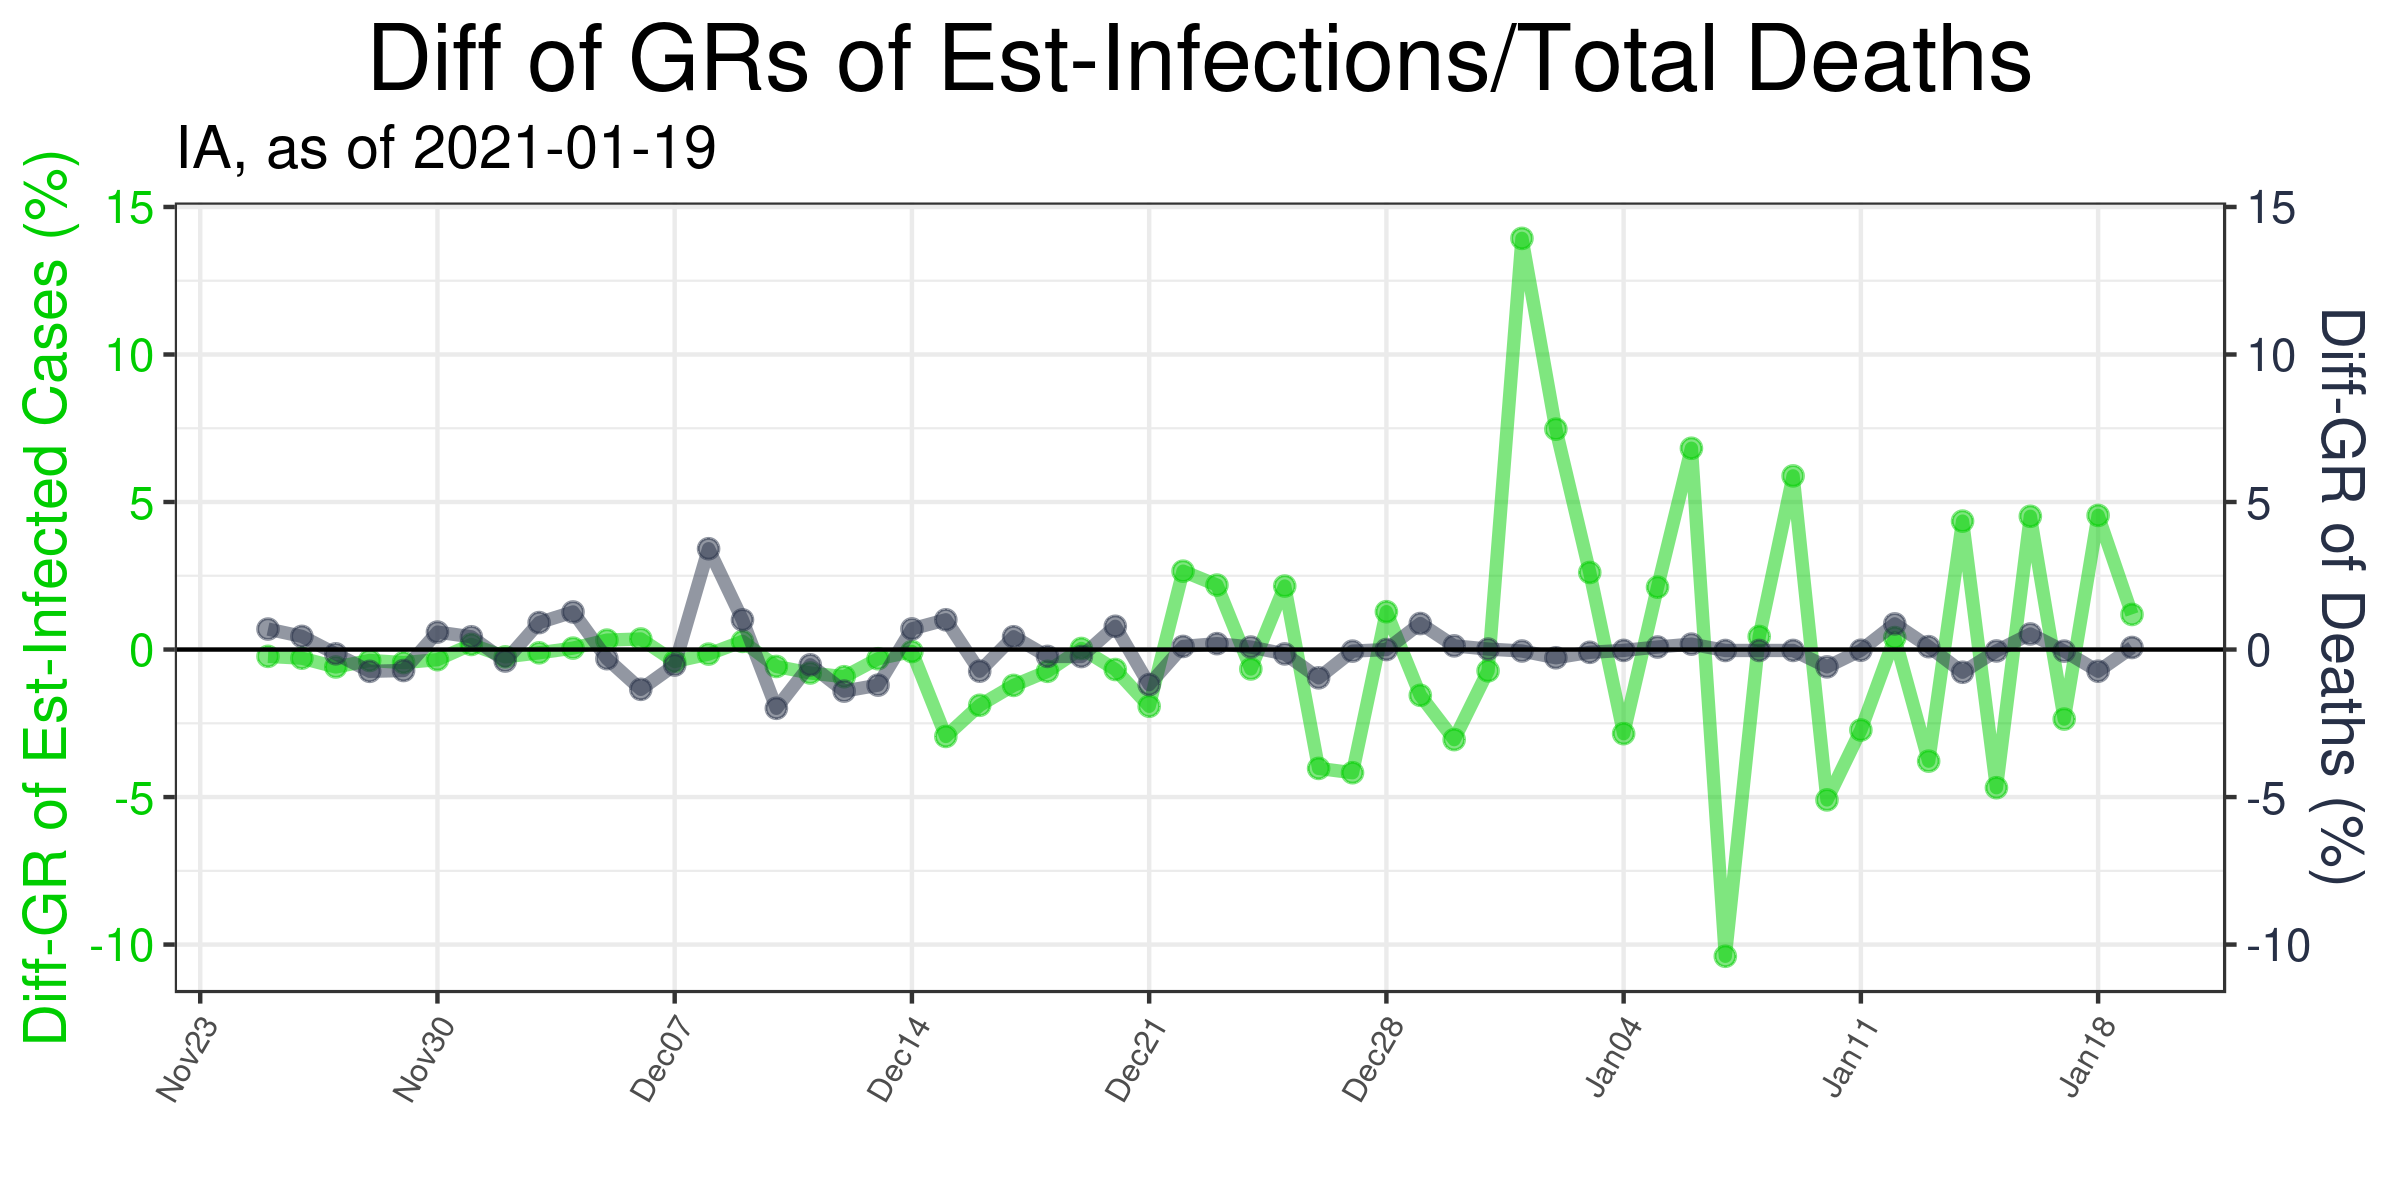 Diff of GRs of Est-Infections/Total Deaths
IA, as of 2021-01-19
Diff-GR of Est-Infected Cases (%)
15
10
5
0
-5
-10
15
10
5
0
-5
-10
Diff-GR of Deaths (%)
Nov23
Nov30
Dec07
Dec14
Dec21
Dec28
Jan04
Jan11
Jan18